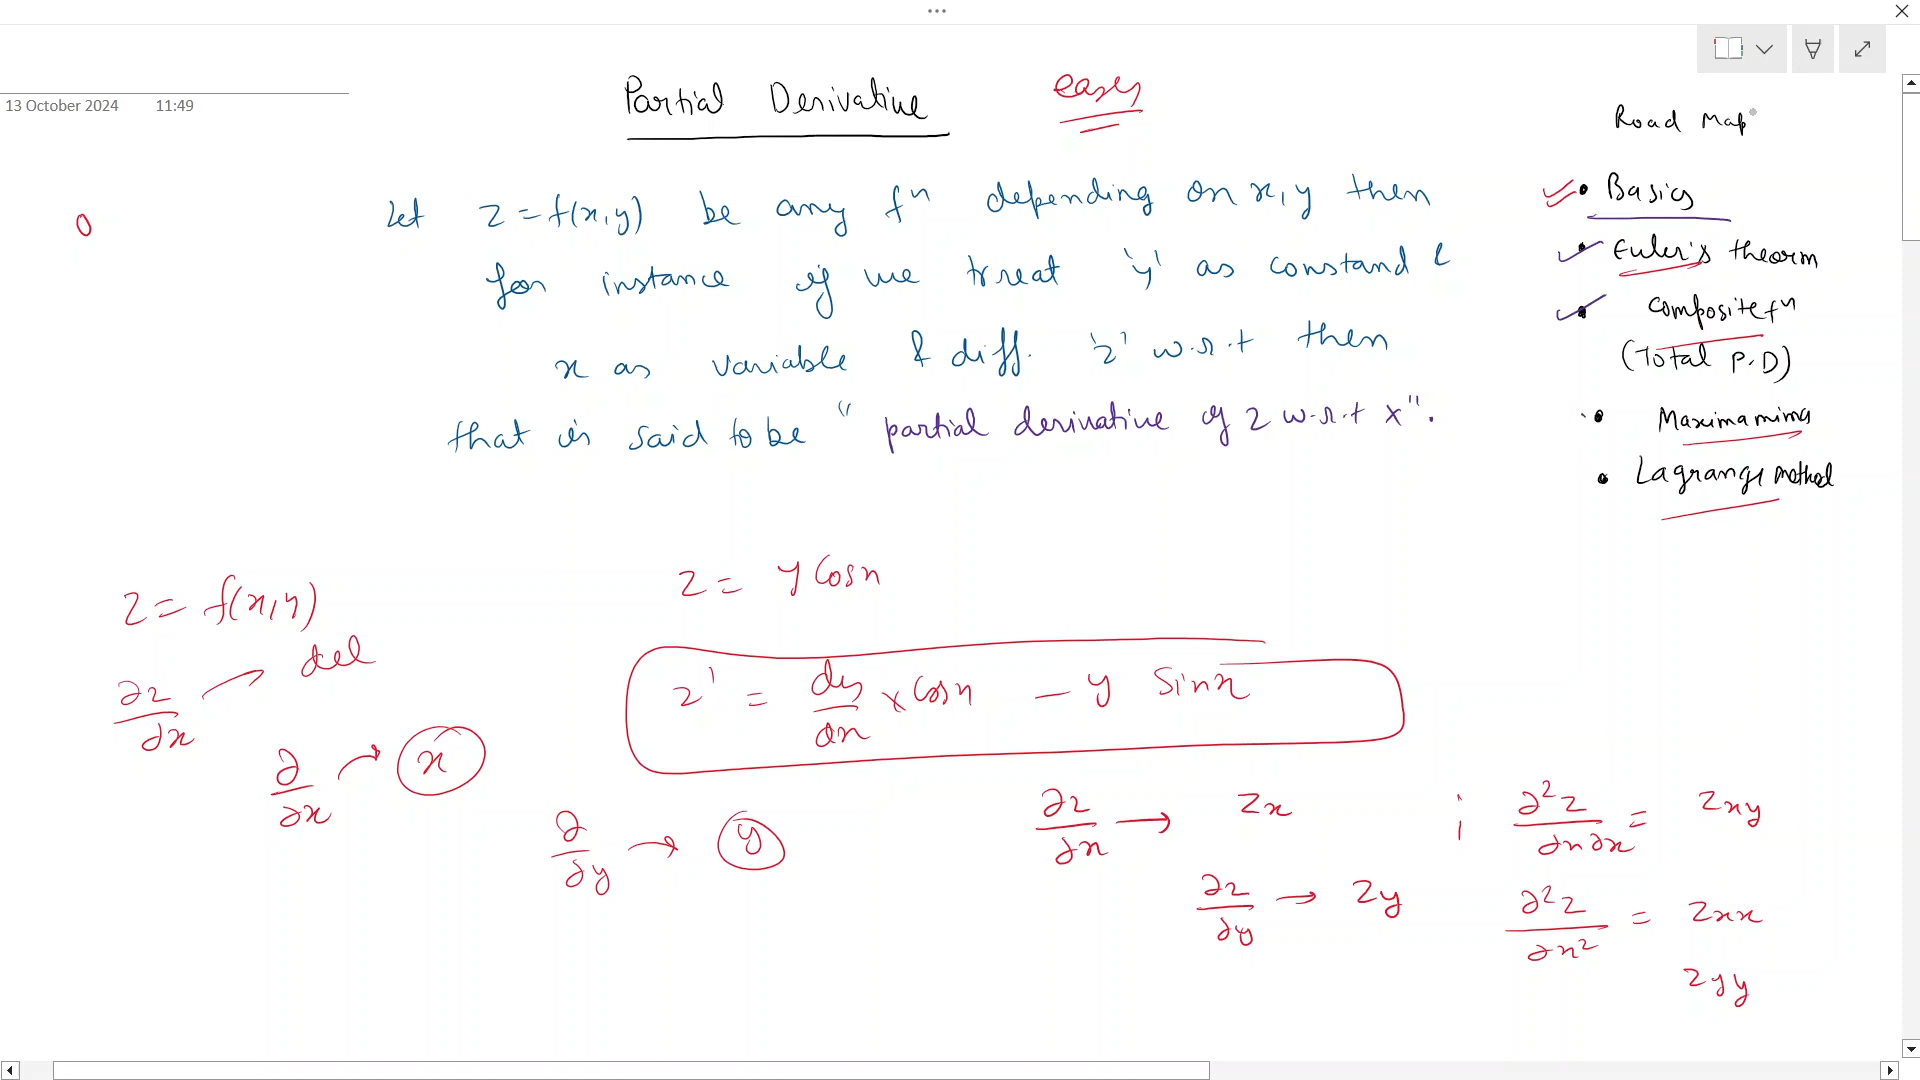 13 October 2024 11:49
Partial Derivative easy
Let z = f(x,y) be any fⁿ depending on x, y then
for instance if we treat 'y' as constand &
x as variable & diff. 'z' w.r.t then
that is said to be " partial derivative of z w.r.t x".
Road Map
• Basics
• Euler's theorm
• Composite fⁿ
(Total P.D)
• Maxima mima
• Lagrange method
0
z = f(x,y)
∂z/∂x → del
∂/∂x → x
∂/∂y → y
z = y Cosx
z' = dy/dx × Cosx - y Sinx
∂z/∂x → zx ; ∂²z/∂x∂x = zxy
∂z/∂y → zy
∂²z/∂x² = zxx
zyy